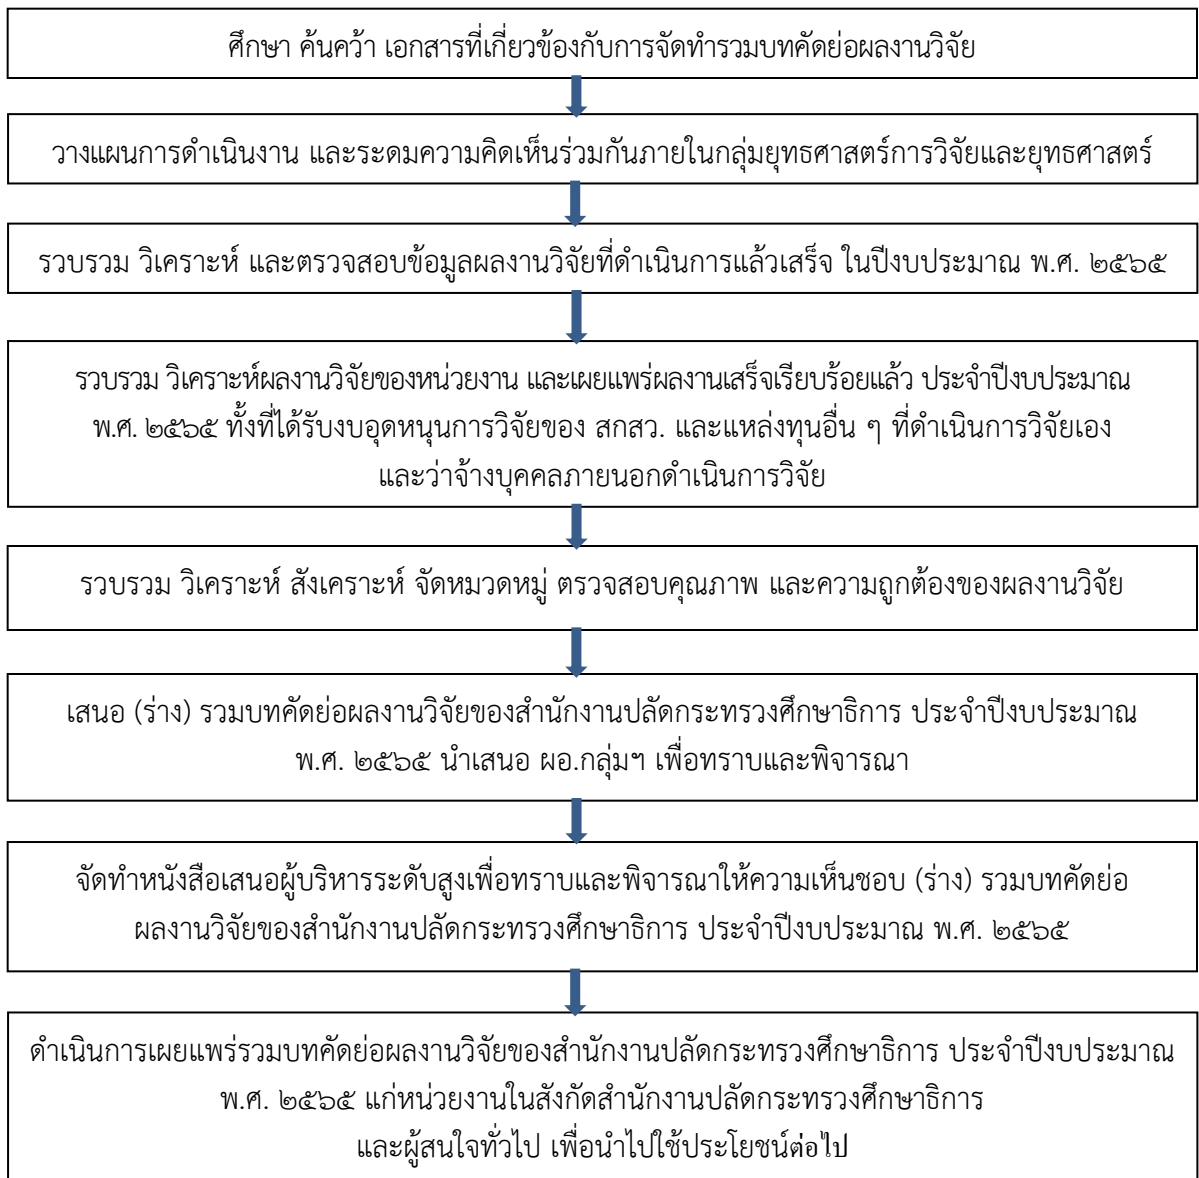 ศึกษา ค้นคว้า เอกสารที่เกี่ยวข้องกับการจัดทำรวมบทคัดย่อผลงานวิจัย
วางแผนการดำเนินงาน และระดมความคิดเห็นร่วมกันภายในกลุ่มยุทธศาสตร์การวิจัยและยุทธศาสตร์
รวบรวม วิเคราะห์ และตรวจสอบข้อมูลผลงานวิจัยที่ดำเนินการแล้วเสร็จ ในปีงบประมาณ พ.ศ. ๒๕๖๕
รวบรวม วิเคราะห์ผลงานวิจัยของหน่วยงาน และเผยแพร่ผลงานเสร็จเรียบร้อยแล้ว ประจำปีงบประมาณ
พ.ศ. ๒๕๖๕ ทั้งที่ได้รับงบอุดหนุนการวิจัยของ สกสว. และแหล่งทุนอื่น ๆ ที่ดำเนินการวิจัยเอง
และว่าจ้างบุคคลภายนอกดำเนินการวิจัย
รวบรวม วิเคราะห์ สังเคราะห์ จัดหมวดหมู่ ตรวจสอบคุณภาพ และความถูกต้องของผลงานวิจัย
เสนอ (ร่าง) รวมบทคัดย่อผลงานวิจัยของสำนักงานปลัดกระทรวงศึกษาธิการ ประจำปีงบประมาณ
พ.ศ. ๒๕๖๕ นำเสนอ ผอ.กลุ่มฯ เพื่อทราบและพิจารณา
จัดทำหนังสือเสนอผู้บริหารระดับสูงเพื่อทราบและพิจารณาให้ความเห็นชอบ (ร่าง) รวมบทคัดย่อ
ผลงานวิจัยของสำนักงานปลัดกระทรวงศึกษาธิการ ประจำปีงบประมาณ พ.ศ. ๒๕๖๕
ดำเนินการเผยแพร่รวมบทคัดย่อผลงานวิจัยของสำนักงานปลัดกระทรวงศึกษาธิการ ประจำปีงบประมาณ
พ.ศ. ๒๕๖๕ แก่หน่วยงานในสังกัดสำนักงานปลัดกระทรวงศึกษาธิการ
และผู้สนใจทั่วไป เพื่อนำไปใช้ประโยชน์ต่อไป